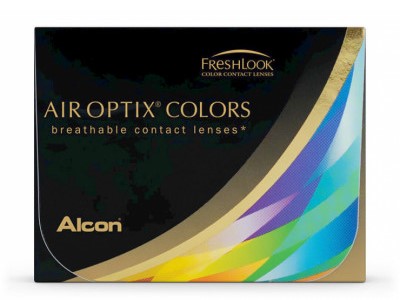 FRESHLOOK®
COLOR CONTACT LENSES
AIR OPTIX® COLORS
breathable contact lenses*
Alcon®